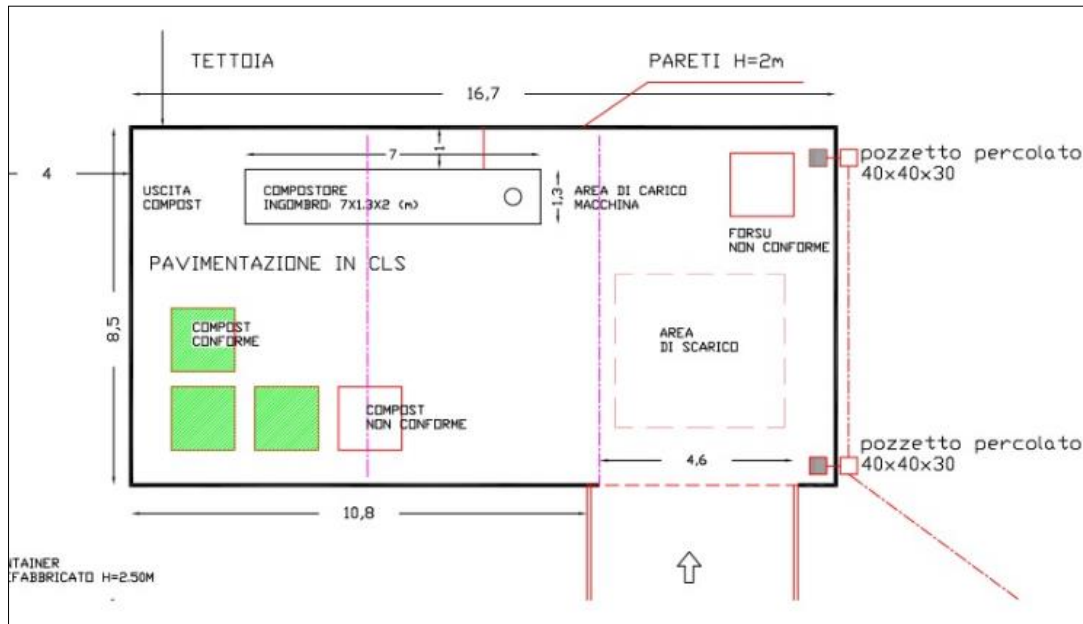 TETTOIA
PARETI H=2m
16,7
7
1
pozzetto percolato
40x40x30
4
USCITA
COMPOST
COMPOSTORE
INGOMBRO: 7X1.3X2 (m)
1,3
AREA DI CARICO
MACCHINA
FORSU
NON CONFORME
PAVIMENTAZIONE IN CLS
8,5
COMPOST
CONFORME
AREA
DI SCARICO
COMPOST
NON CONFORME
4,6
pozzetto percolato
40x40x30
10,8
NTAINER
EFABBRICATO H=2.50M